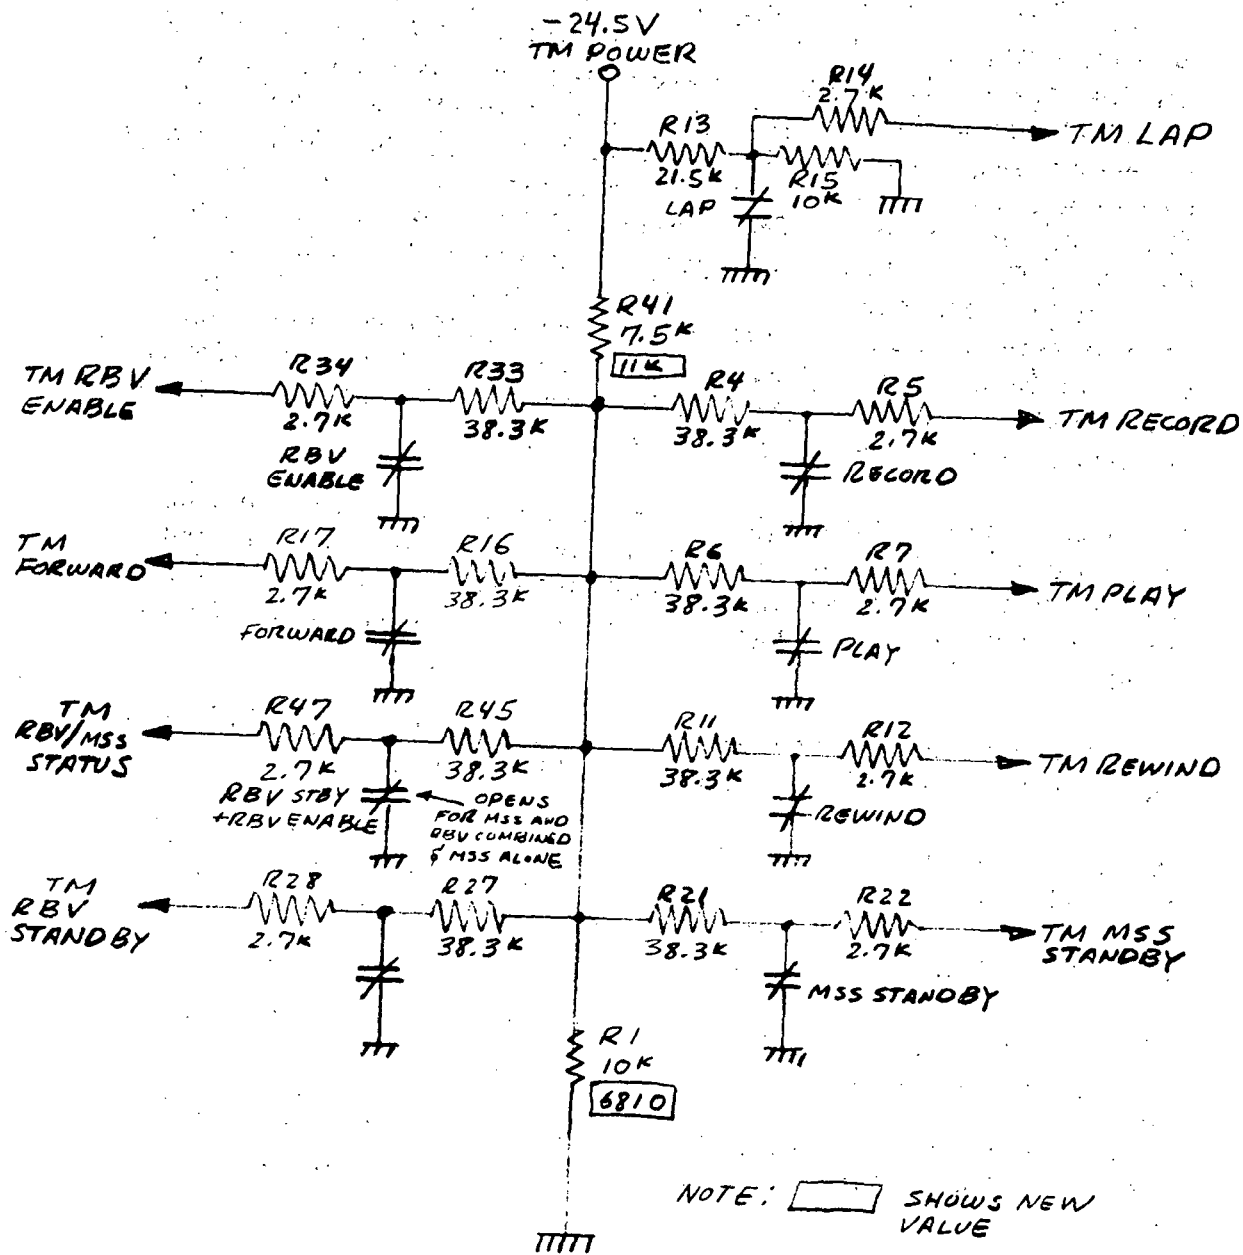 -24.5V
TM POWER
R14
2.7K
TM LAP
R13
21.5K
R15
10K
LAP
R41
7.5K
11K
TM RBV
ENABLE
R34
2.7K
R33
38.3K
R4
38.3K
R5
2.7K
TM RECORD
RBV
ENABLE
RECORD
TM
FORWARD
R17
2.7K
R16
38.3K
R6
38.3K
R7
2.7K
TM PLAY
FORWARD
PLAY
TM
RBV/MSS
STATUS
R47
2.7K
R45
38.3K
R11
38.3K
R12
2.7K
TM REWIND
RBV STBY
+RBV ENABLE
OPENS
FOR MSS AND
RBV COMBINED
& MSS ALONE
REWIND
TM
RBV
STANDBY
R28
2.7K
R27
38.3K
R21
38.3K
R22
2.7K
TM MSS
STANDBY
MSS STANDBY
R1
10K
6810
NOTE: SHOWS NEW
VALUE